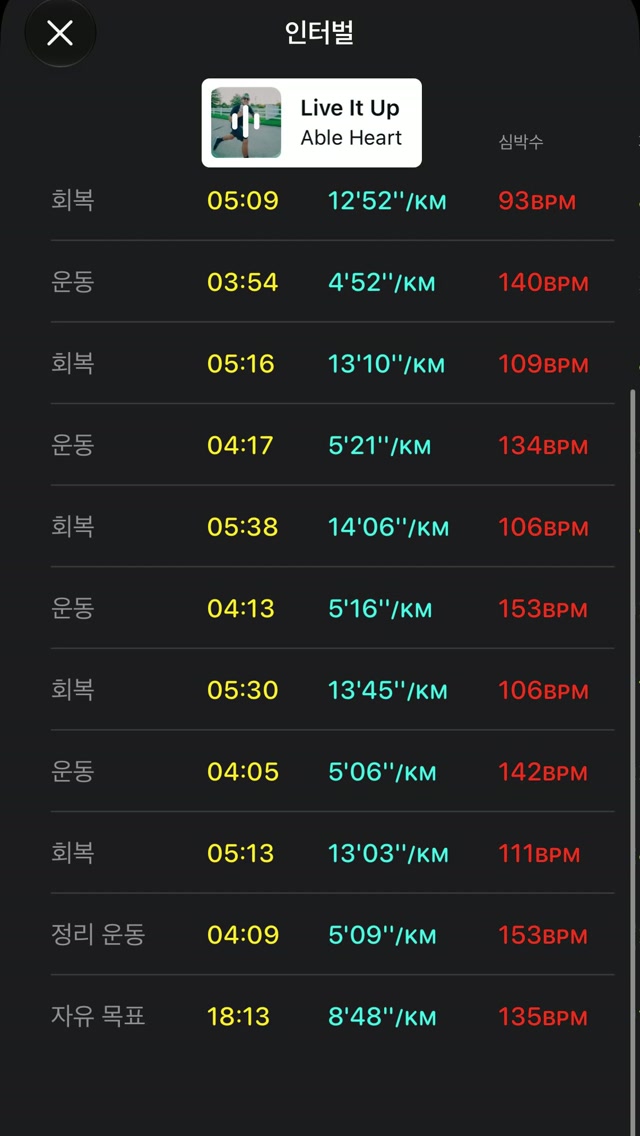 인터벌
Live It Up
Able Heart
심박수
회복 05:09 12'52''/KM 93BPM
운동 03:54 4'52''/KM 140BPM
회복 05:16 13'10''/KM 109BPM
운동 04:17 5'21''/KM 134BPM
회복 05:38 14'06''/KM 106BPM
운동 04:13 5'16''/KM 153BPM
회복 05:30 13'45''/KM 106BPM
운동 04:05 5'06''/KM 142BPM
회복 05:13 13'03''/KM 111BPM
정리 운동 04:09 5'09''/KM 153BPM
자유 목표 18:13 8'48''/KM 135BPM